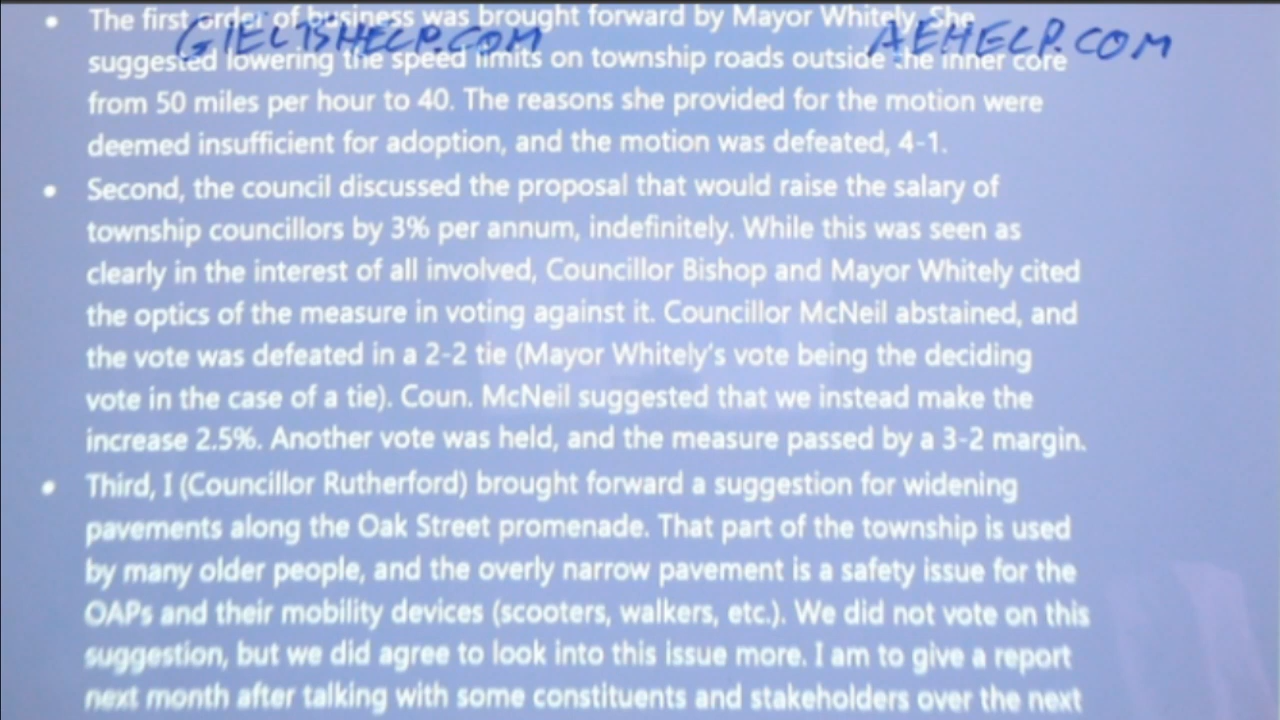 The first order of business was brought forward by Mayor Whitely. She
GIELTSHELP.COM AEHELP.COM
suggested lowering the speed limits on township roads outside the inner core
from 50 miles per hour to 40. The reasons she provided for the motion were
deemed insufficient for adoption, and the motion was defeated, 4-1.
Second, the council discussed the proposal that would raise the salary of
township councillors by 3% per annum, indefinitely. While this was seen as
clearly in the interest of all involved, Councillor Bishop and Mayor Whitely cited
the optics of the measure in voting against it. Councillor McNeil abstained, and
the vote was defeated in a 2-2 tie (Mayor Whitely's vote being the deciding
vote in the case of a tie). Coun. McNeil suggested that we instead make the
increase 2.5%. Another vote was held, and the measure passed by a 3-2 margin.
Third, I (Councillor Rutherford) brought forward a suggestion for widening
pavements along the Oak Street promenade. That part of the township is used
by many older people, and the overly narrow pavement is a safety issue for the
OAPs and their mobility devices (scooters, walkers, etc.). We did not vote on this
suggestion, but we did agree to look into this issue more. I am to give a report
next month after talking with some constituents and stakeholders over the next